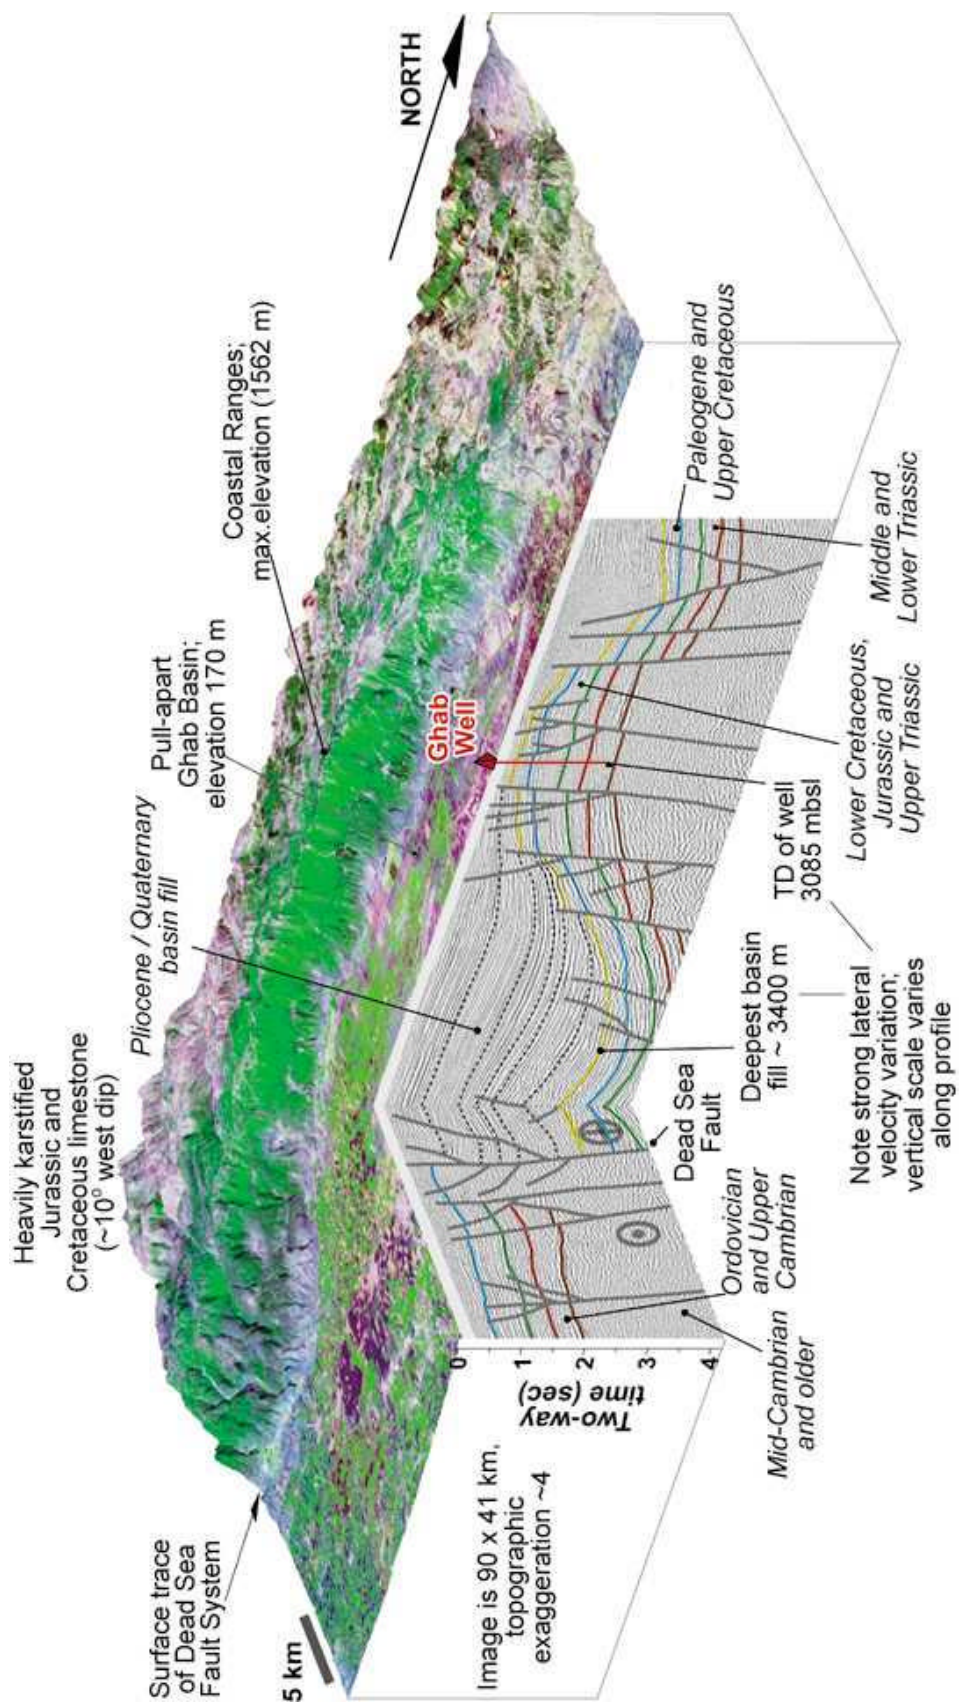 Surface trace
of Dead Sea
Fault System
Heavily karstified
Jurassic and
Cretaceous limestone
(~10° west dip)
Pliocene / Quaternary
basin fill
Pull-apart
Ghab Basin;
elevation 170 m
Coastal Ranges;
max.elevation (1562 m)
NORTH
5 km
Ghab
Well
Image is 90 x 41 km,
topographic
exaggeration ~4
Two-way
time (sec)
0
1
2
3
4
Mid-Cambrian
and older
Ordovician
and Upper
Cambrian
Dead Sea
Fault
Deepest basin
fill ~ 3400 m
TD of well
3085 mbsl
Note strong lateral
velocity variation;
vertical scale varies
along profile
Lower Cretaceous,
Jurassic and
Upper Triassic
Middle and
Lower Triassic
Paleogene and
Upper Cretaceous